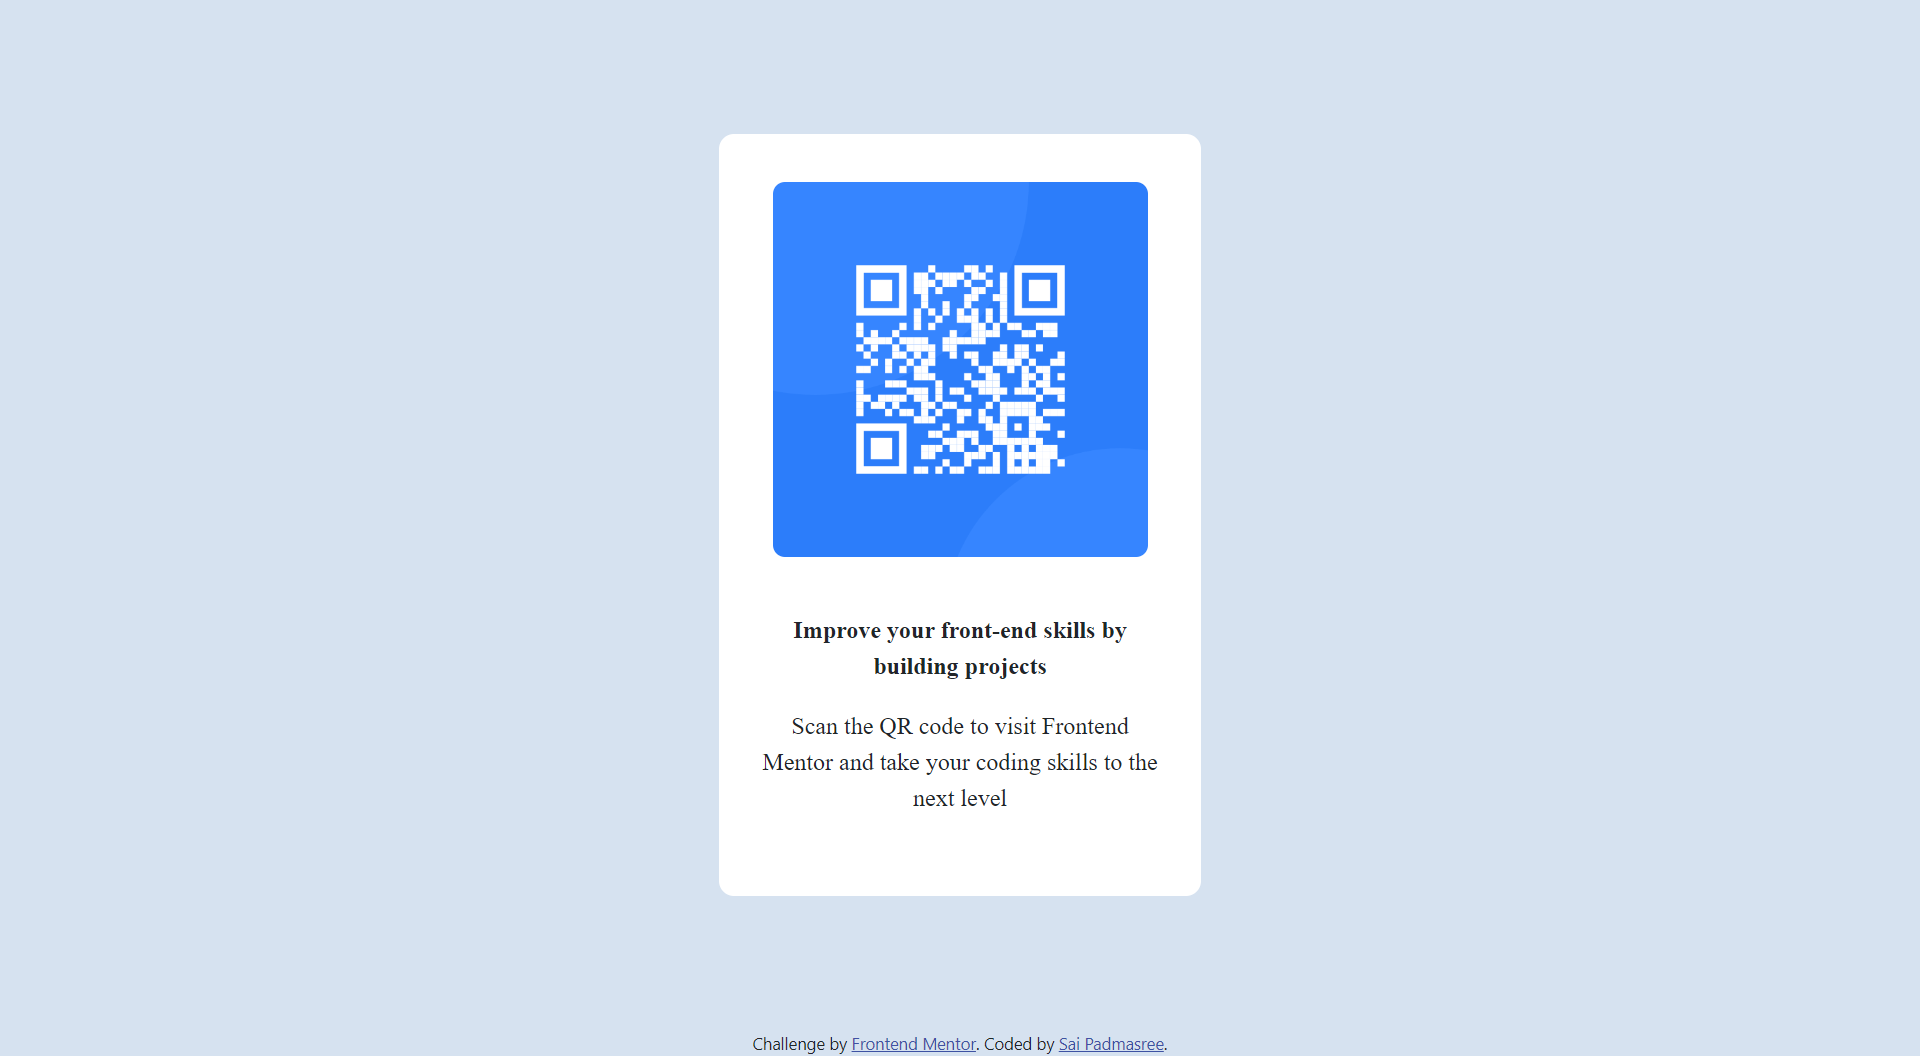 Improve your front-end skills by
building projects
Scan the QR code to visit Frontend
Mentor and take your coding skills to the
next level
Challenge by Frontend Mentor. Coded by Sai Padmasree.